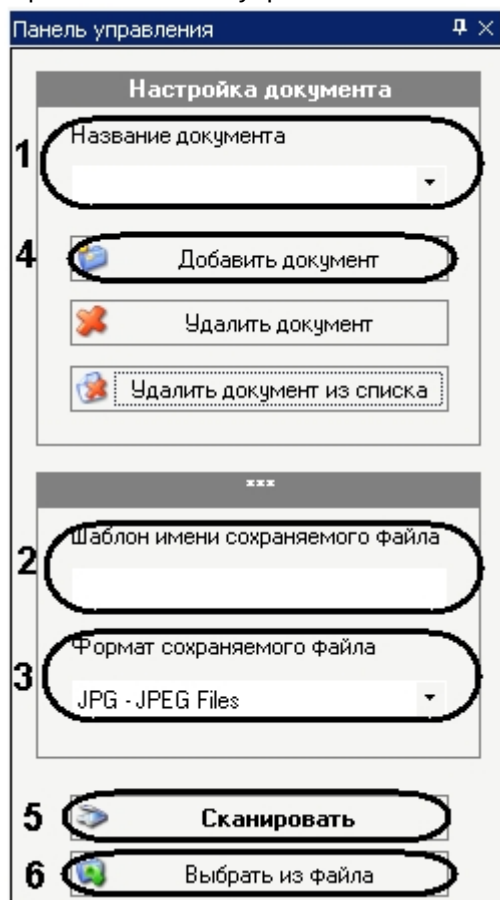 Панель управления
Настройка документа
1
Название документа
4
Добавить документ
Удалить документ
Удалить документ из списка
***
2
Шаблон имени сохраняемого файла
3
Формат сохраняемого файла
JPG - JPEG Files
5
Сканировать
6
Выбрать из файла